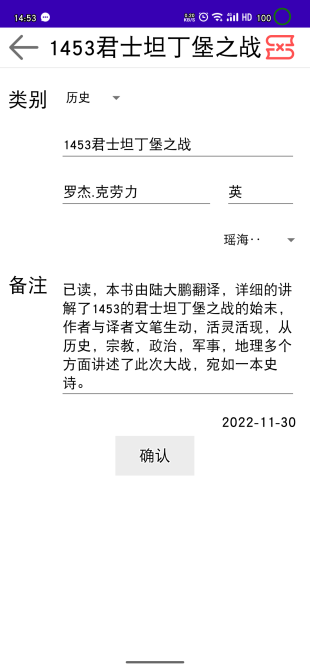 14:53 0.20 KB/S HD 100
1453君士坦丁堡之战
类别 历史
1453君士坦丁堡之战
罗杰.克劳力 英
瑶海··
备注
已读，本书由陆大鹏翻译，详细的讲
解了1453的君士坦丁堡之战的始末，
作者与译者文笔生动，活灵活现，从
历史，宗教，政治，军事，地理多个
方面讲述了此次大战，宛如一本史
诗。
2022-11-30
确认